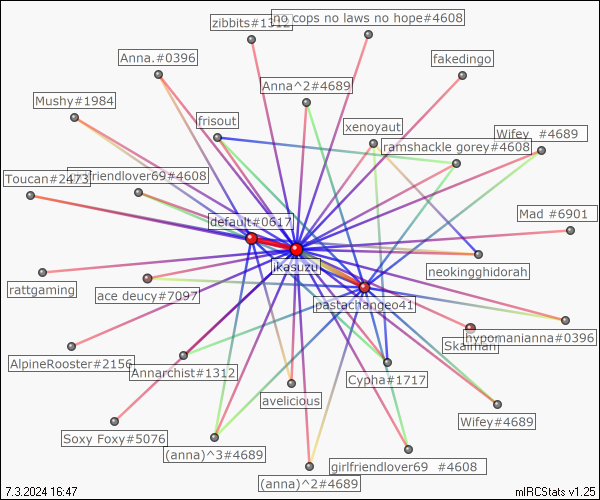 no cops no laws no hope#4608
zibbits#1312
Anna.#0396
fakedingo
Anna^2#4689
Mushy#1984
frisout
xenoyaut
Wifey_ #4689
ramshackle gorey#4608
Toucan#2473
friendlover69#4608
default#0617
Mad #6901
ikasuzu
neokingghidorah
rattgaming
ace deucy#7097
pastachangeo41
hypomanianna#0396
Skaiman
AlpineRooster#2156
Annarchist#1312
Cypha#1717
avelicious
Wifey#4689
Soxy Foxy#5076
(anna)^3#4689
girlfriendlover69_ #4608
(anna)^2#4689
7.3.2024 16:47
mIRCStats v1.25